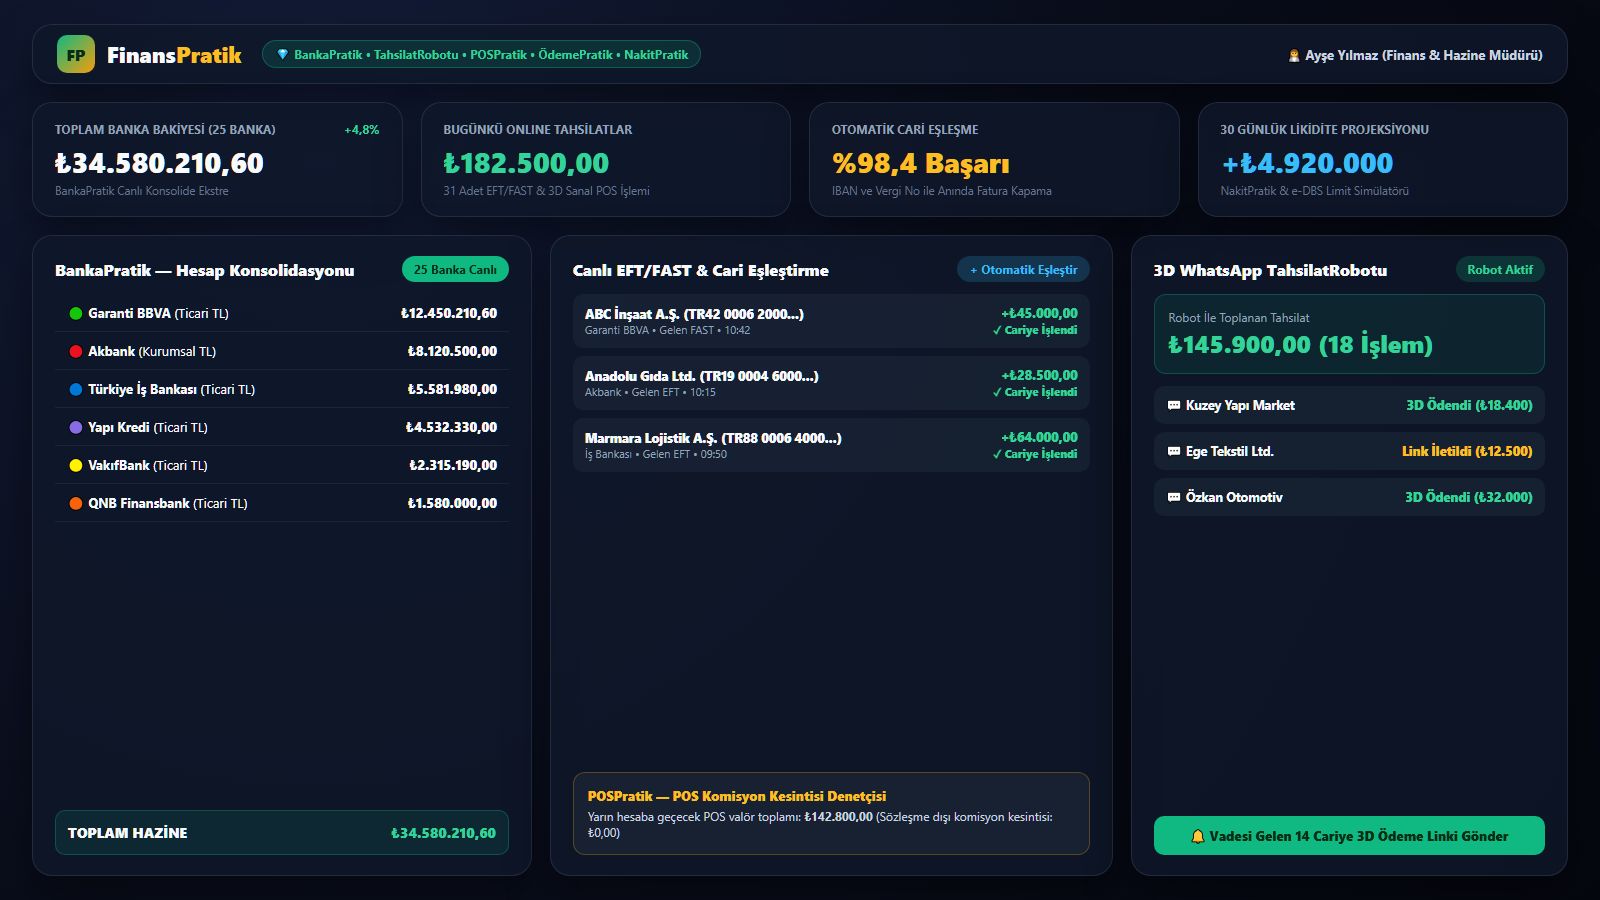 FP FinansPratik
💎 BankaPratik • TahsilatRobotu • POSPratik • ÖdemePratik • NakitPratik
Ayşe Yılmaz (Finans & Hazine Müdürü)
TOPLAM BANKA BAKİYESİ (25 BANKA) +4,8%
₺34.580.210,60
BankaPratik Canlı Konsolide Ekstre
BUGÜNKÜ ONLINE TAHSİLATLAR
₺182.500,00
31 Adet EFT/FAST & 3D Sanal POS İşlemi
OTOMATİK CARİ EŞLEŞME
%98,4 Başarı
IBAN ve Vergi No ile Anında Fatura Kapama
30 GÜNLÜK LİKİDİTE PROJEKSİYONU
+₺4.920.000
NakitPratik & e-DBS Limit Simülatörü
BankaPratik — Hesap Konsolidasyonu 25 Banka Canlı
Garanti BBVA (Ticari TL) ₺12.450.210,60
Akbank (Kurumsal TL) ₺8.120.500,00
Türkiye İş Bankası (Ticari TL) ₺5.581.980,00
Yapı Kredi (Ticari TL) ₺4.532.330,00
VakıfBank (Ticari TL) ₺2.315.190,00
QNB Finansbank (Ticari TL) ₺1.580.000,00
TOPLAM HAZİNE ₺34.580.210,60
Canlı EFT/FAST & Cari Eşleştirme + Otomatik Eşleştir
ABC İnşaat A.Ş. (TR42 0006 2000...) +₺45.000,00
Garanti BBVA • Gelen FAST • 10:42 ✓ Cariye İşlendi
Anadolu Gıda Ltd. (TR19 0004 6000...) +₺28.500,00
Akbank • Gelen EFT • 10:15 ✓ Cariye İşlendi
Marmara Lojistik A.Ş. (TR88 0006 4000...) +₺64.000,00
İş Bankası • Gelen EFT • 09:50 ✓ Cariye İşlendi
POSPratik — POS Komisyon Kesintisi Denetçisi
Yarın hesaba geçecek POS valör toplamı: ₺142.800,00 (Sözleşme dışı komisyon kesintisi:
₺0,00)
3D WhatsApp TahsilatRobotu Robot Aktif
Robot İle Toplanan Tahsilat
₺145.900,00 (18 İşlem)
Kuzey Yapı Market 3D Ödendi (₺18.400)
Ege Tekstil Ltd. Link İletildi (₺12.500)
Özkan Otomotiv 3D Ödendi (₺32.000)
🔔 Vadesi Gelen 14 Cariye 3D Ödeme Linki Gönder